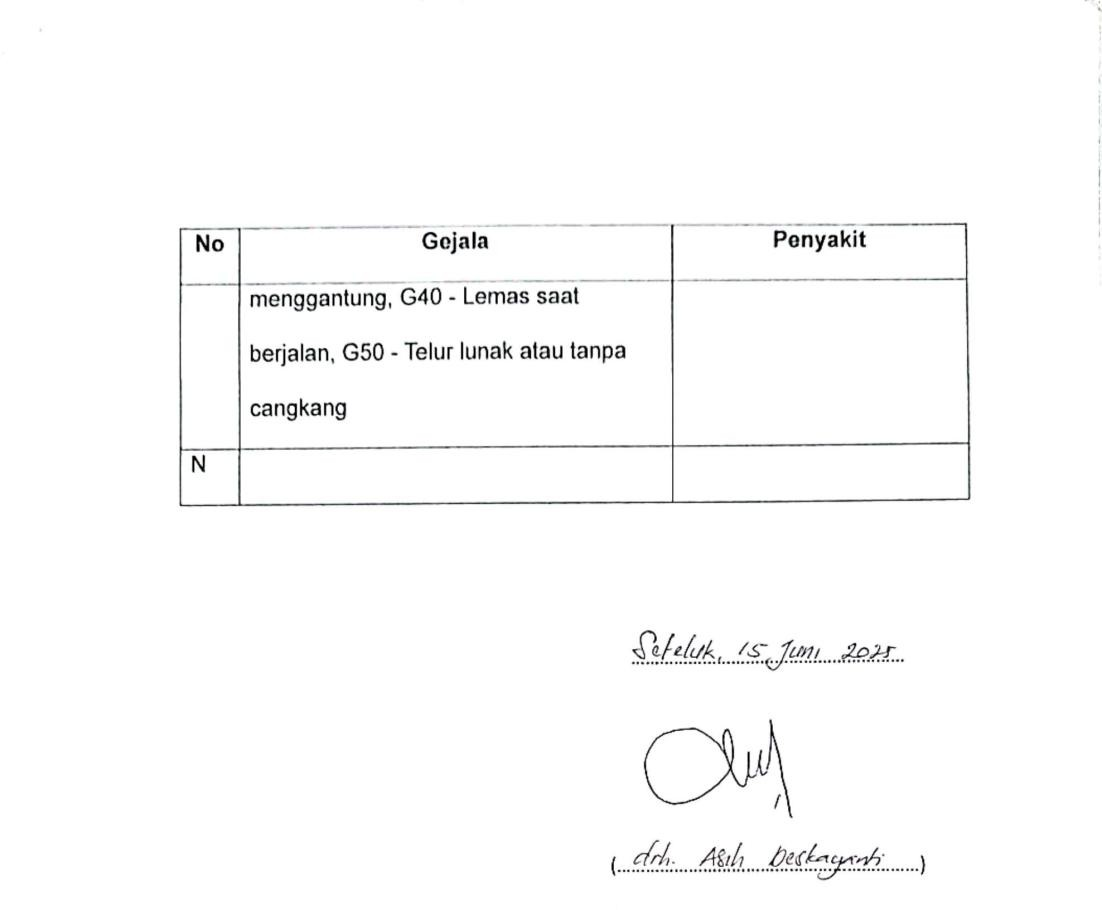 No Gejala Penyakit
menggantung, G40 - Lemas saat
berjalan, G50 - Telur lunak atau tanpa
cangkang
N
Seteluk, 15 Juni 2025
( drh. Asih )